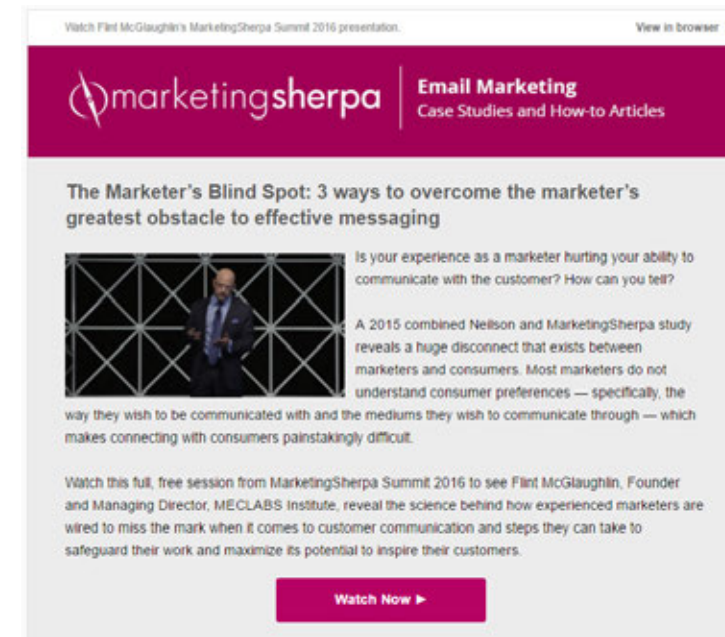 Watch Flint McGlaughlin's MarketingSherpa Summit 2016 presentation.
View in browser
marketingsherpa
Email Marketing
Case Studies and How-to Articles
The Marketer's Blind Spot: 3 ways to overcome the marketer's
greatest obstacle to effective messaging
Is your experience as a marketer hurting your ability to
communicate with the customer? How can you tell?
A 2015 combined Neilson and MarketingSherpa study
reveals a huge disconnect that exists between
marketers and consumers. Most marketers do not
understand consumer preferences — specifically, the
way they wish to be communicated with and the mediums they wish to communicate through — which
makes connecting with consumers painstakingly difficult.
Watch this full, free session from MarketingSherpa Summit 2016 to see Flint McGlaughlin, Founder
and Managing Director, MECLABS Institute, reveal the science behind how experienced marketers are
wired to miss the mark when it comes to customer communication and steps they can take to
safeguard their work and maximize its potential to inspire their customers.
Watch Now ►